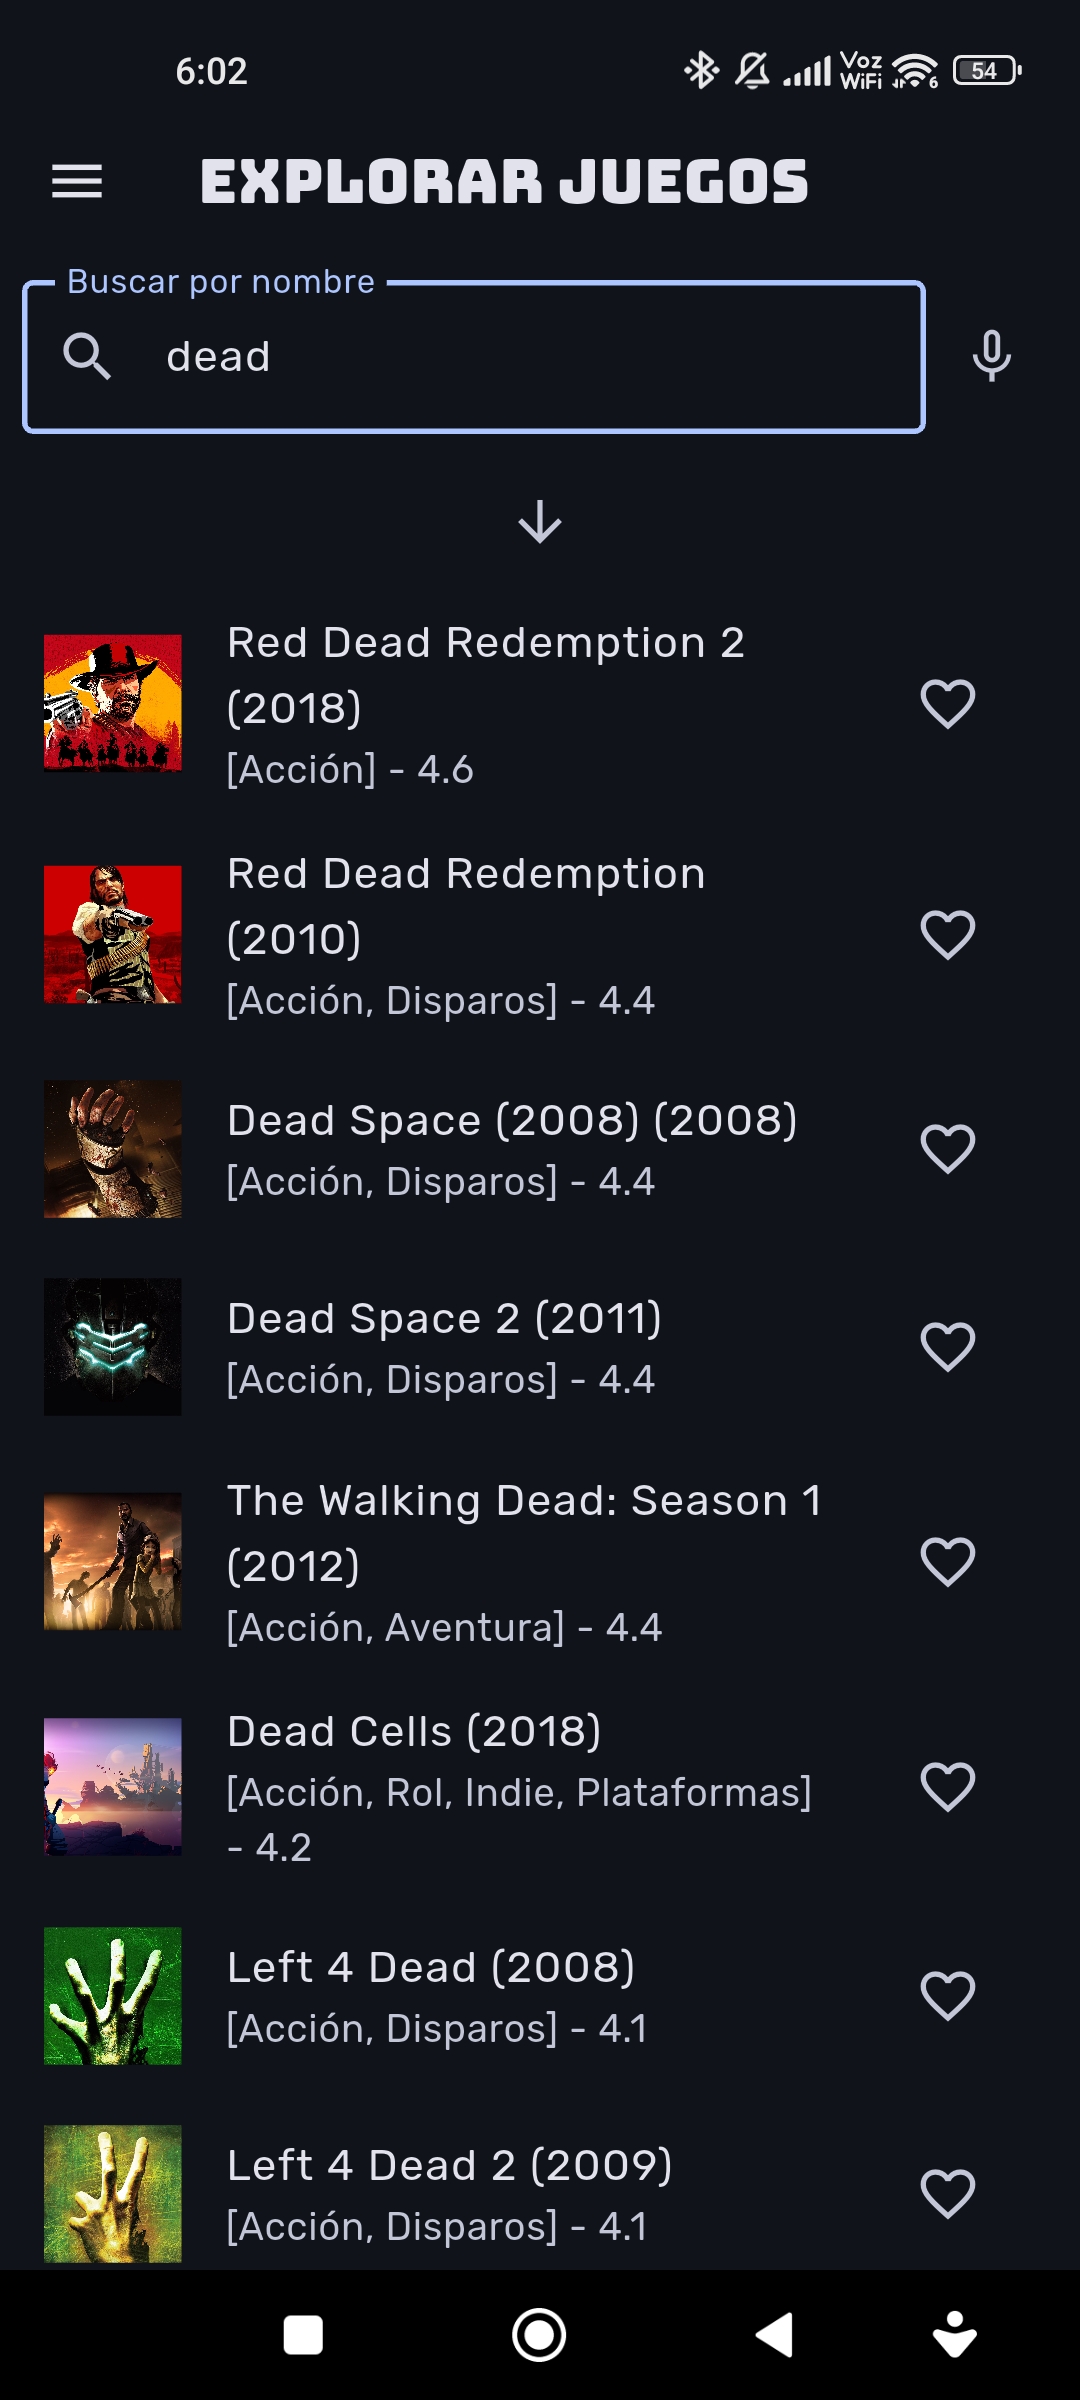 6:02
Voz
WiFi
6
54
EXPLORAR JUEGOS
Buscar por nombre
dead
Red Dead Redemption 2
(2018)
[Acción] - 4.6
Red Dead Redemption
(2010)
[Acción, Disparos] - 4.4
Dead Space (2008) (2008)
[Acción, Disparos] - 4.4
Dead Space 2 (2011)
[Acción, Disparos] - 4.4
The Walking Dead: Season 1
(2012)
[Acción, Aventura] - 4.4
Dead Cells (2018)
[Acción, Rol, Indie, Plataformas]
- 4.2
Left 4 Dead (2008)
[Acción, Disparos] - 4.1
Left 4 Dead 2 (2009)
[Acción, Disparos] - 4.1